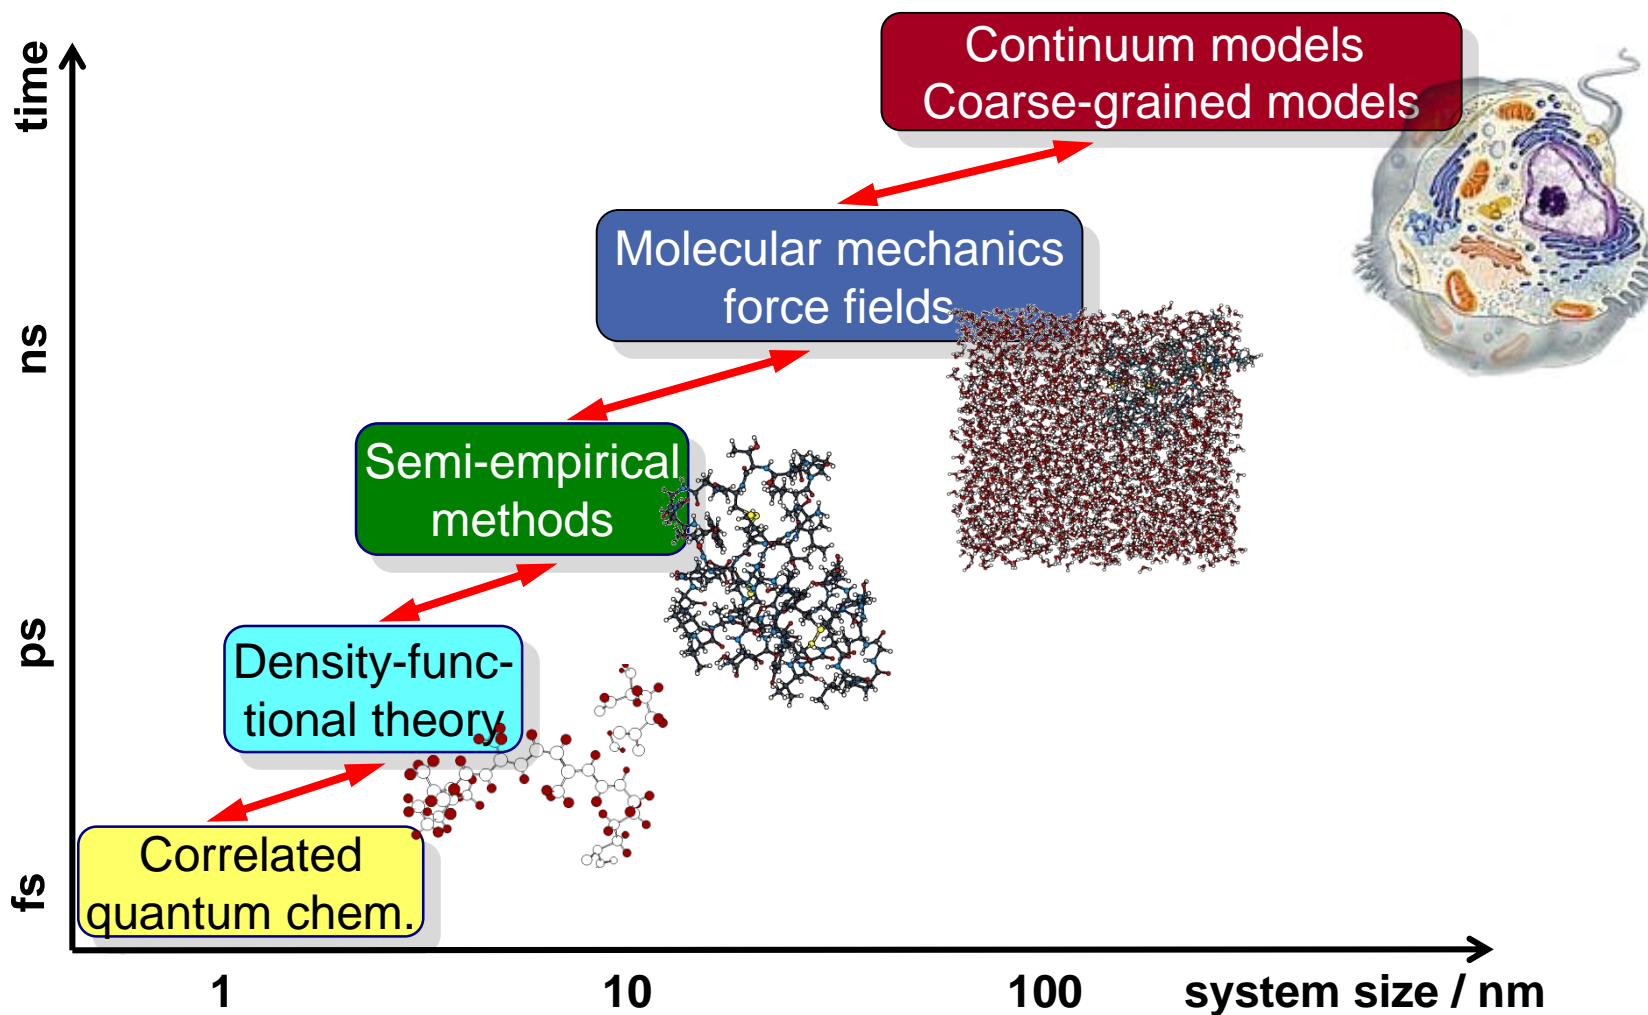 time
Continuum models
Coarse-grained models
Molecular mechanics
force fields
ns
Semi-empirical
methods
ps
Density-func-
tional theory
Correlated
quantum chem.
fs
1
10
100
system size / nm